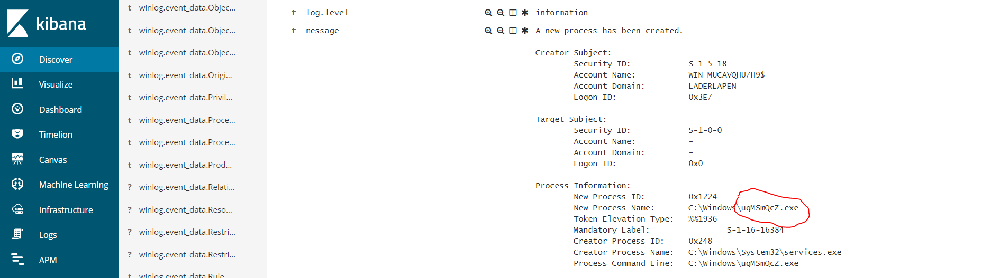 kibana
Discover
Visualize
Dashboard
Timelion
Canvas
Machine Learning
Infrastructure
Logs
APM
t winlog.event_data.Objec...
t winlog.event_data.Objec...
t winlog.event_data.Objec...
t winlog.event_data.Origi...
t winlog.event_data.Privil...
t winlog.event_data.Proce...
t winlog.event_data.Proce...
t winlog.event_data.Prod...
? winlog.event_data.Relati...
? winlog.event_data.Reso...
? winlog.event_data.Restri...
? winlog.event_data.Restri...
t winlog.event_data.Rule
t log.level information
t message A new process has been created.
Creator Subject:
Security ID: S-1-5-18
Account Name: WIN-MUCAVQHU7H9$
Account Domain: LADERLAPEN
Logon ID: 0x3E7
Target Subject:
Security ID: S-1-0-0
Account Name: -
Account Domain: -
Logon ID: 0x0
Process Information:
New Process ID: 0x1224
New Process Name: C:\Windows\ugMSmQcZ.exe
Token Elevation Type: %%1936
Mandatory Label: S-1-16-16384
Creator Process ID: 0x248
Creator Process Name: C:\Windows\System32\services.exe
Process Command Line: C:\Windows\ugMSmQcZ.exe